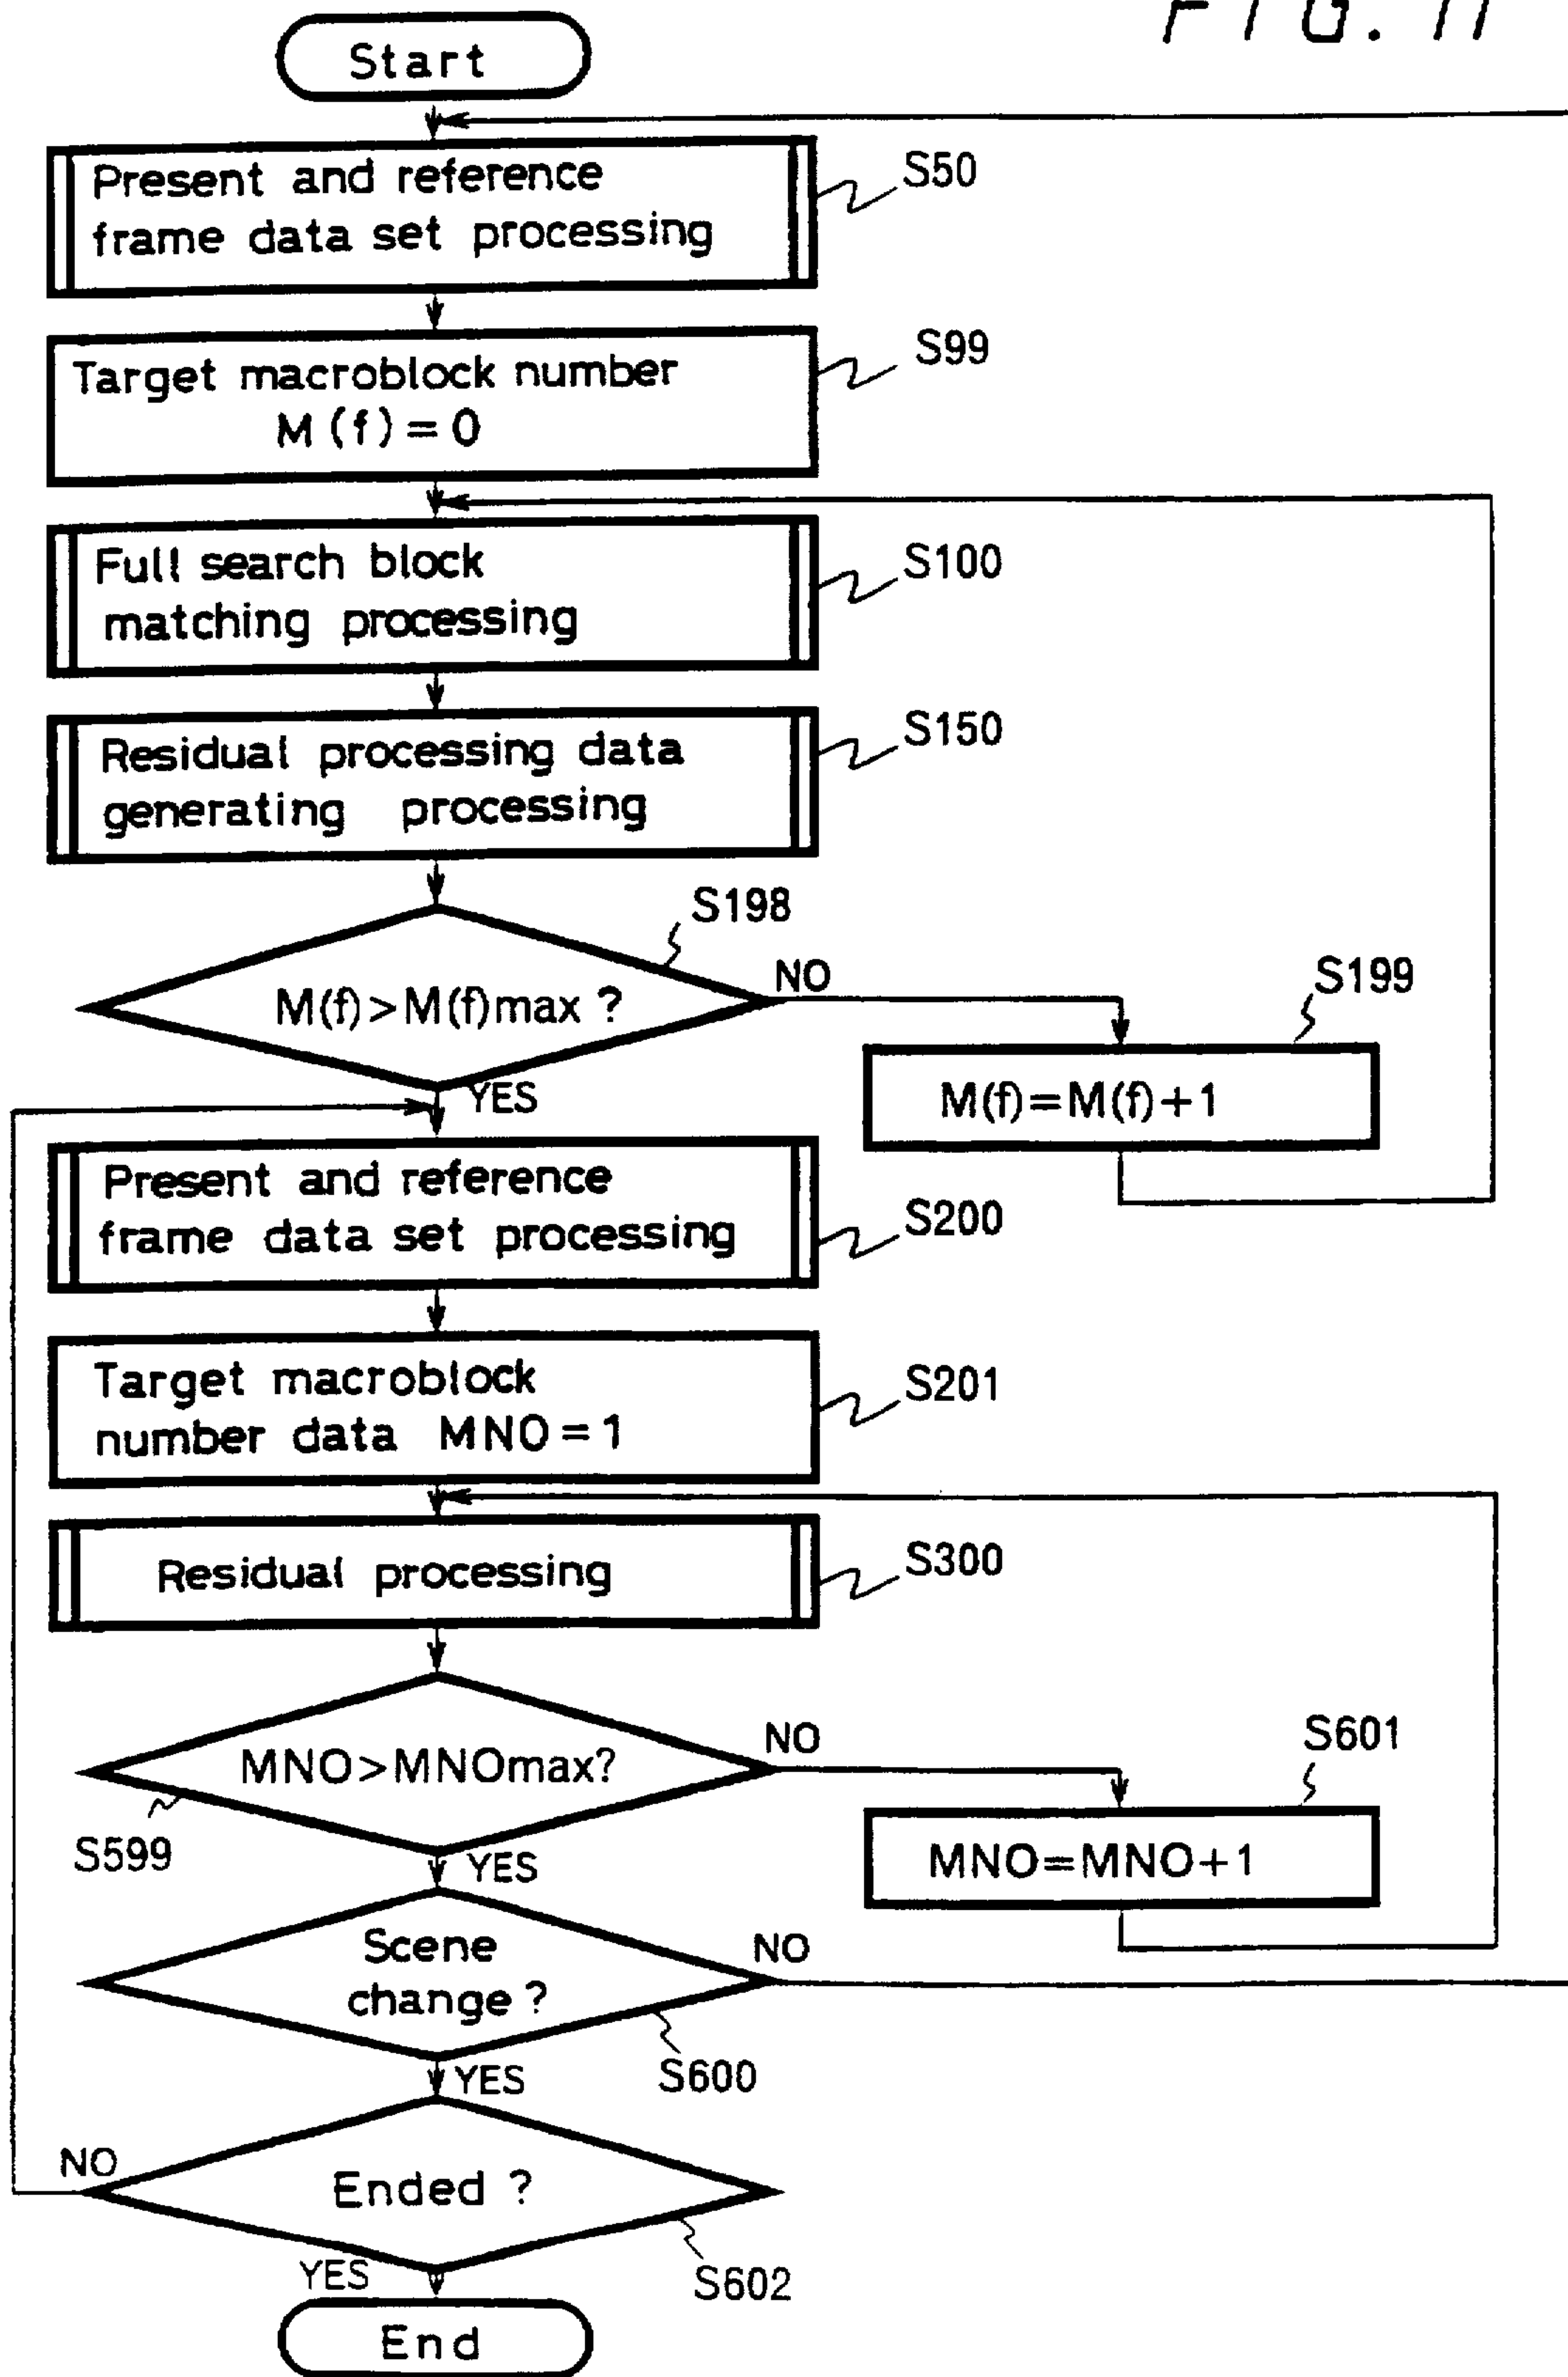 FIG. 11
Start
Present and reference
frame data set processing
S50
Target macroblock number
M(f)=0
S99
Full search block
matching processing
S100
Residual processing data
generating processing
S150
S198
M(f)>M(f)max ?
NO
YES
S199
M(f)=M(f)+1
Present and reference
frame data set processing
S200
Target macroblock
number data MNO=1
S201
Residual processing
S300
MNO>MNOmax?
NO
S599
YES
S601
MNO=MNO+1
Scene
change ?
NO
S600
YES
Ended ?
NO
S602
YES
End